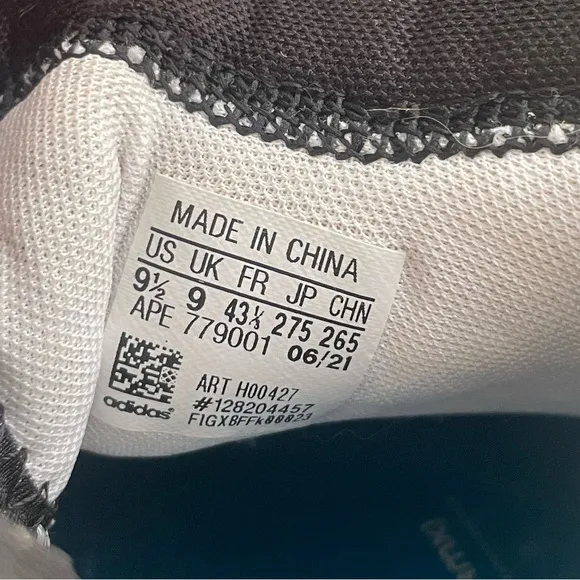 MADE IN CHINA
US UK FR JP CHN
9½ 9 43⅓ 275 265
APE 779001 06/21
ART H00427
#128204457
adidas